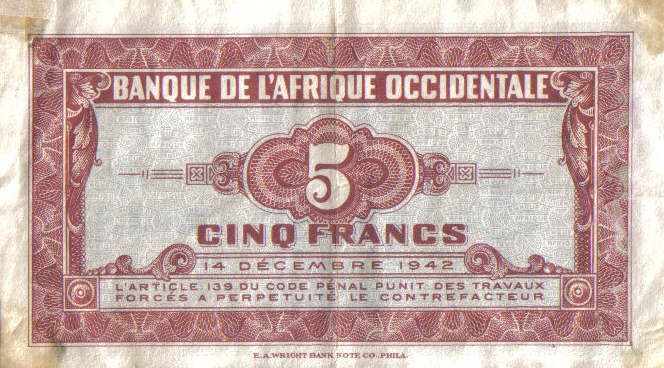 BANQUE DE L'AFRIQUE OCCIDENTALE
5
CINQ FRANCS
14 DÉCEMBRE 1942
L'ARTICLE 139 DU CODE PÉNAL PUNIT DES TRAVAUX
FORCÉS A PERPETUITÉ LE CONTREFACTEUR
E.A.WRIGHT BANK NOTE CO., PHILA.